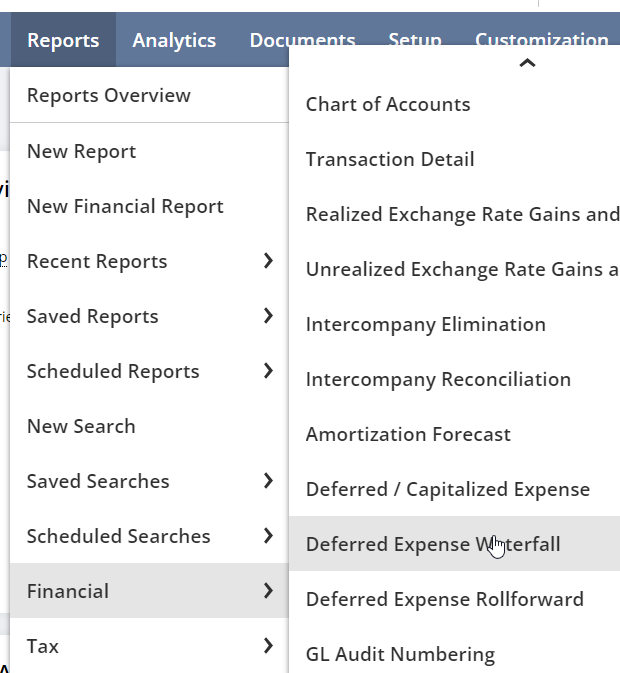 Reports Analytics Documents Setup Customization
Reports Overview
New Report
New Financial Report
Recent Reports
Saved Reports
Scheduled Reports
New Search
Saved Searches
Scheduled Searches
Financial
Tax
Chart of Accounts
Transaction Detail
Realized Exchange Rate Gains and
Unrealized Exchange Rate Gains a
Intercompany Elimination
Intercompany Reconciliation
Amortization Forecast
Deferred / Capitalized Expense
Deferred Expense Waterfall
Deferred Expense Rollforward
GL Audit Numbering